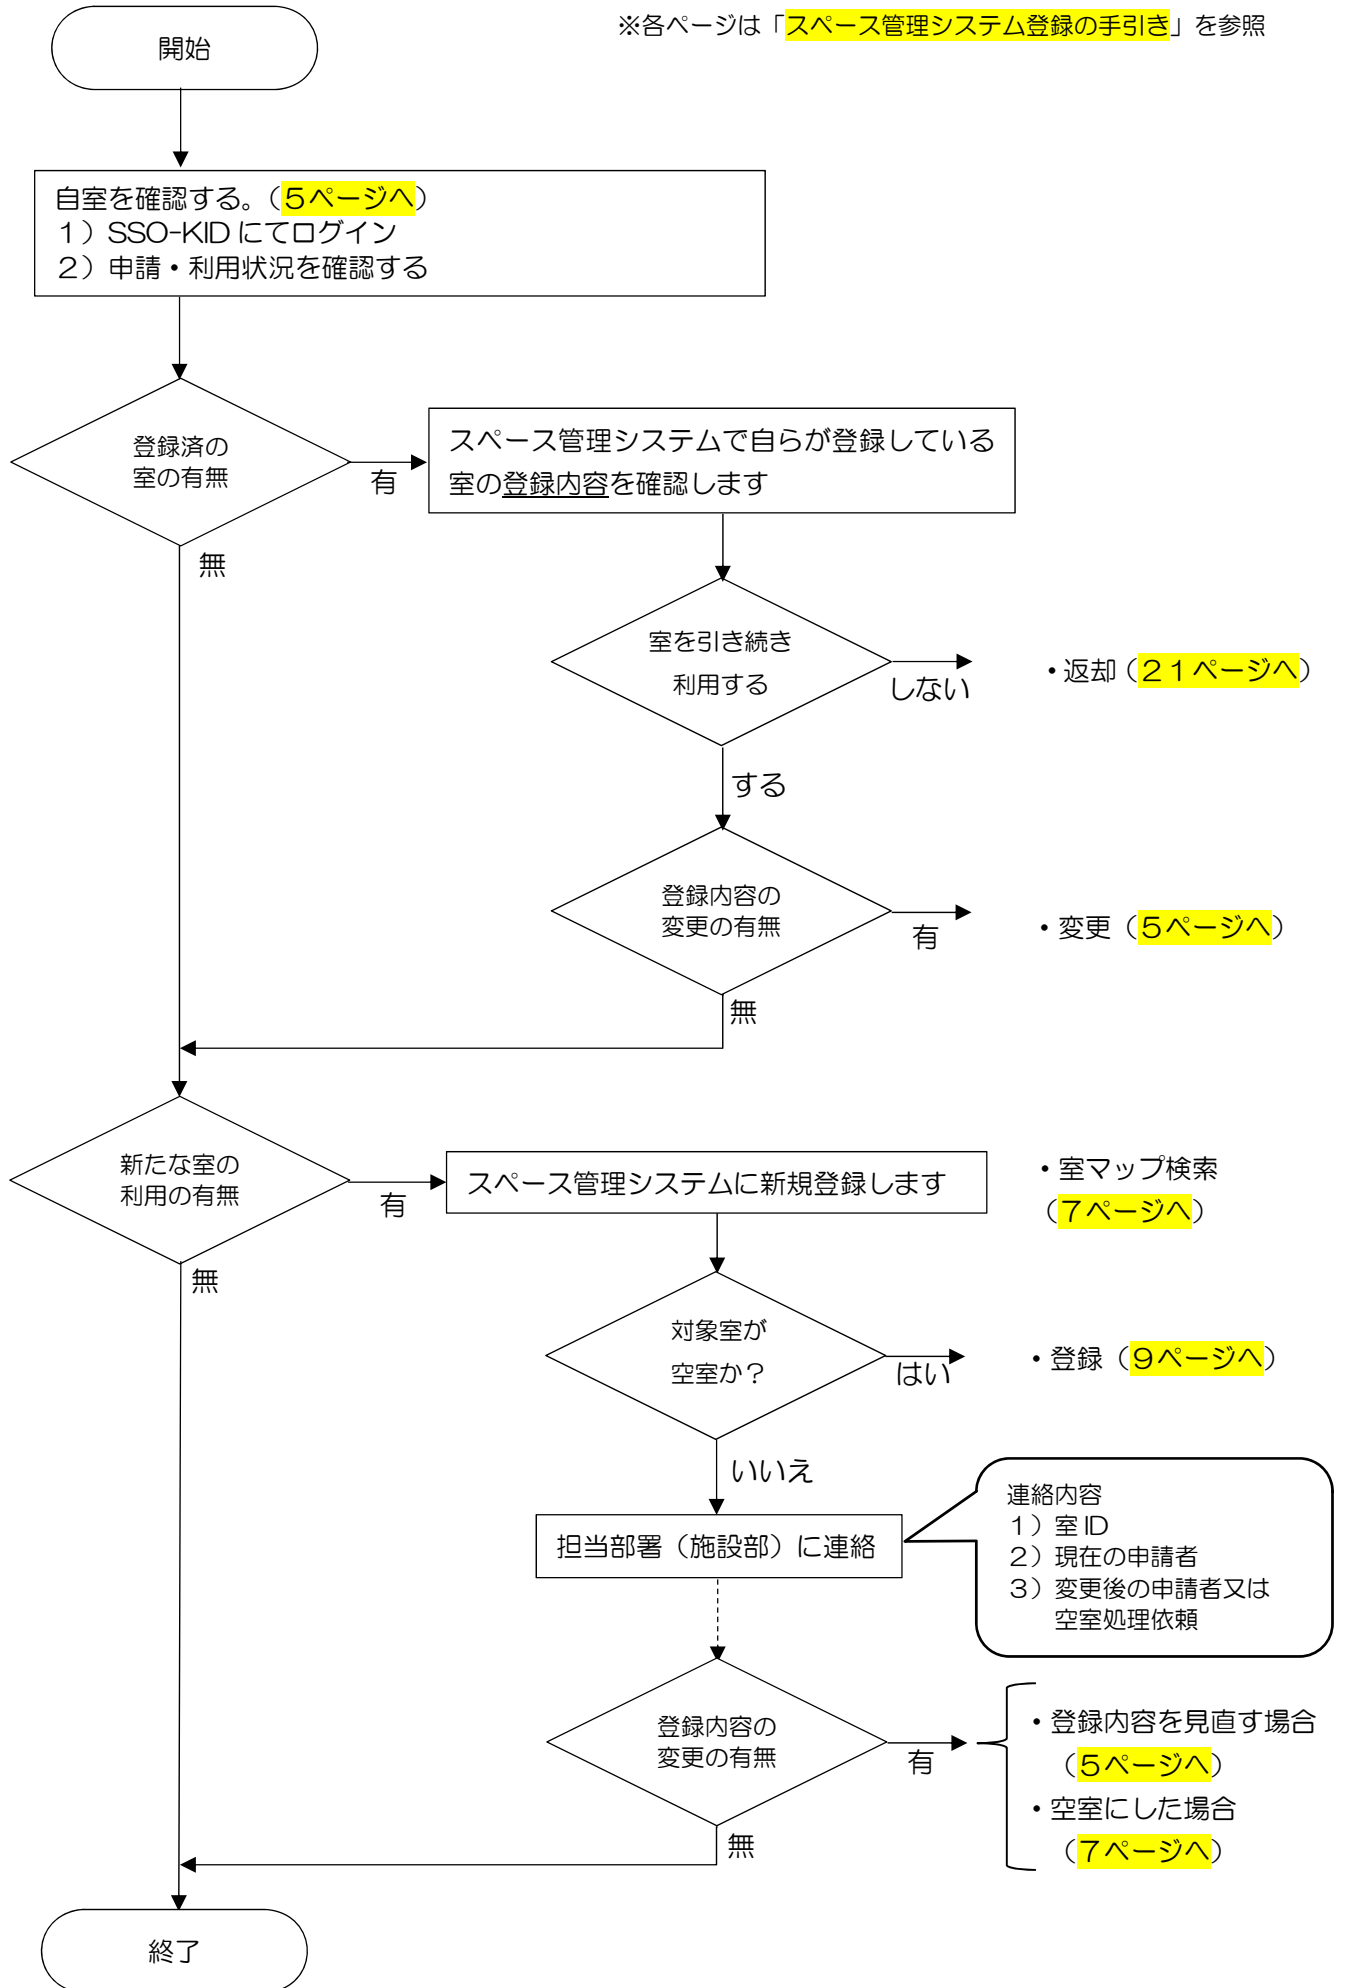 ※各ページは「スペース管理システム登録の手引き」を参照
開始
自室を確認する。（５ページへ）
１）SSO-KID にてログイン
２）申請・利用状況を確認する
登録済の
室の有無
有
無
スペース管理システムで自らが登録している
室の登録内容を確認します
室を引き続き
利用する
しない
・返却（２１ページへ）
する
登録内容の
変更の有無
有
・変更（５ページへ）
無
新たな室の
利用の有無
有
無
スペース管理システムに新規登録します
・室マップ検索
（７ページへ）
対象室が
空室か？
はい
・登録（９ページへ）
いいえ
担当部署（施設部）に連絡
連絡内容
１）室 ID
２）現在の申請者
３）変更後の申請者又は
空室処理依頼
登録内容の
変更の有無
有
・登録内容を見直す場合
（５ページへ）
・空室にした場合
（７ページへ）
無
終了